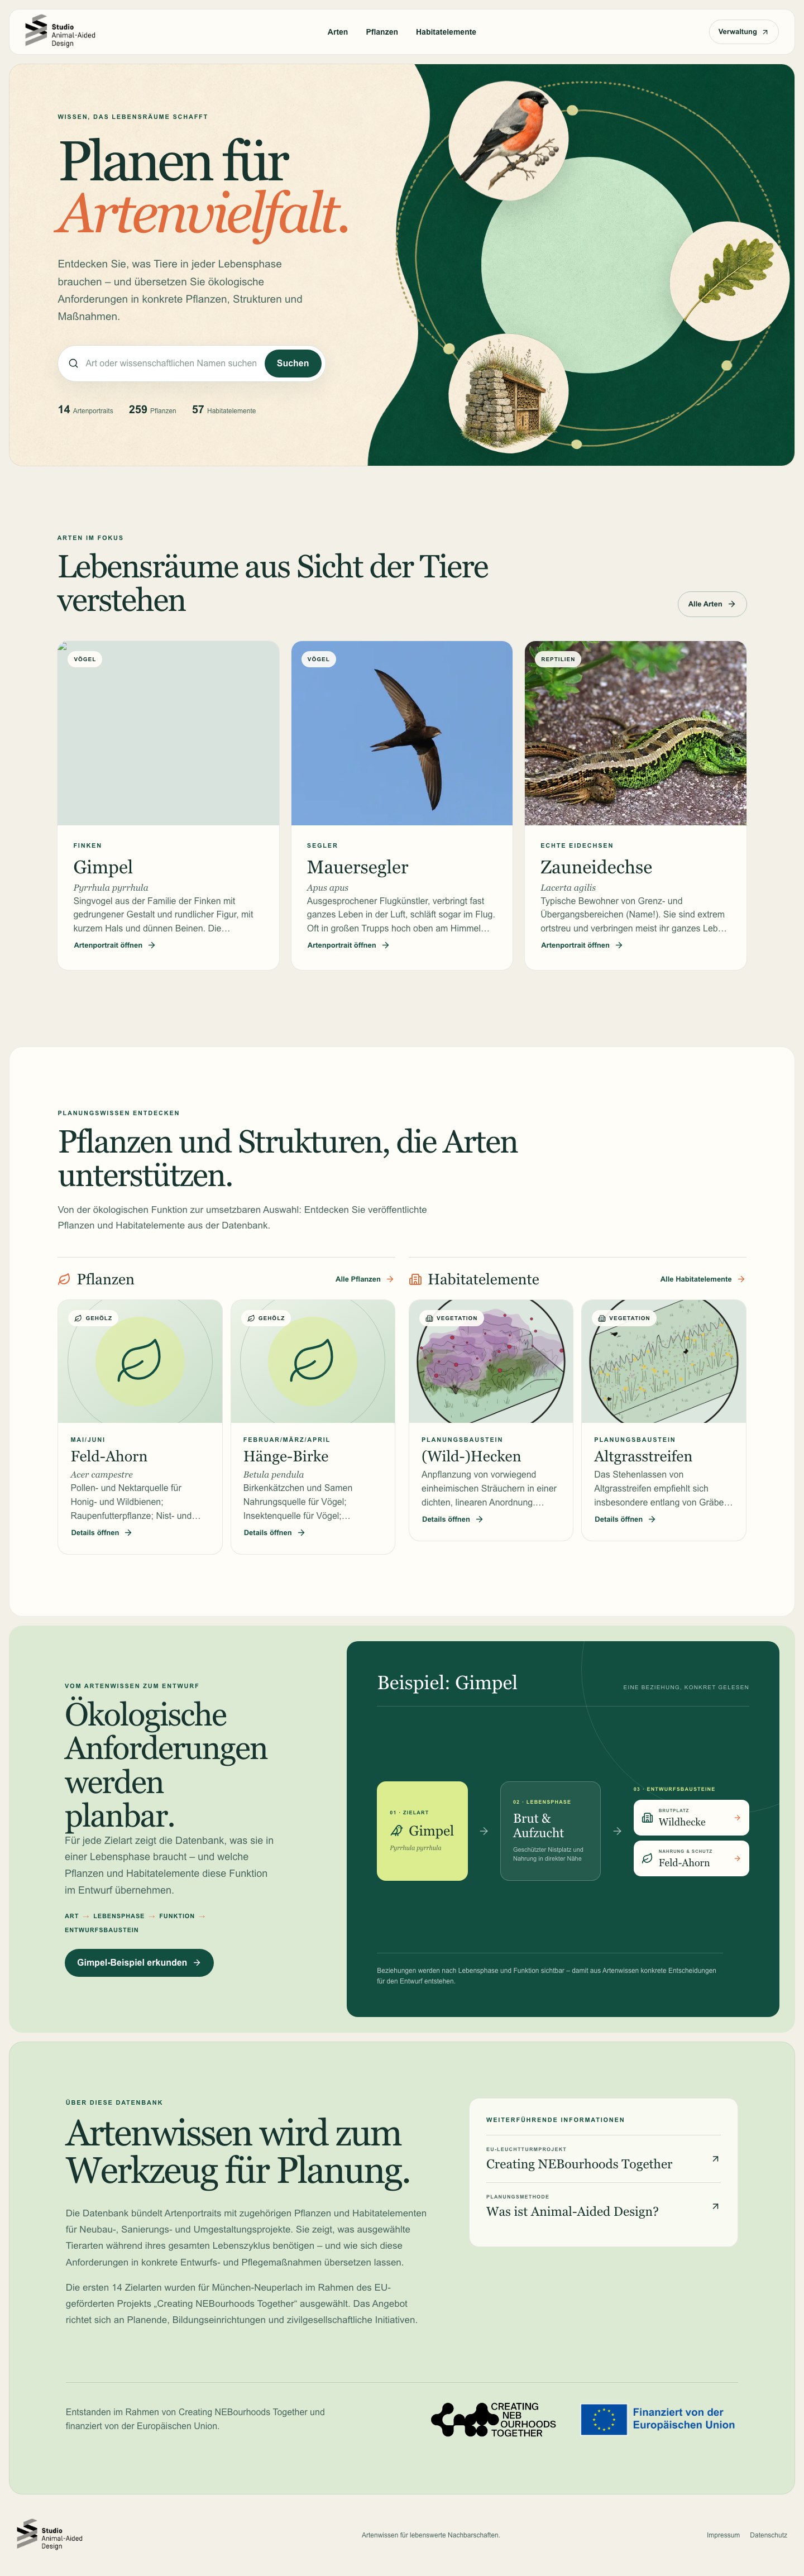 Studio
Animal-Aided
Design
Arten
Pflanzen
Habitatelemente
Verwaltung
WISSEN, DAS LEBENSRÄUME SCHAFFT
Planen für
Artenvielfalt.
Entdecken Sie, was Tiere in jeder Lebensphase
brauchen – und übersetzen Sie ökologische
Anforderungen in konkrete Pflanzen, Strukturen und
Maßnahmen.
Art oder wissenschaftlichen Namen suchen
Suchen
14 Artenportraits
259 Pflanzen
57 Habitatelemente
ARTEN IM FOKUS
Lebensräume aus Sicht der Tiere
verstehen
Alle Arten
VÖGEL
FINKEN
Gimpel
Pyrrhula pyrrhula
Singvogel aus der Familie der Finken mit
gedrungener Gestalt und rundlicher Figur, mit
kurzem Hals und dünnen Beinen. Die…
Artenportrait öffnen
VÖGEL
SEGLER
Mauersegler
Apus apus
Ausgesprochener Flugkünstler, verbringt fast
ganzes Leben in der Luft, schläft sogar im Flug.
Oft in großen Trupps hoch oben am Himmel…
Artenportrait öffnen
REPTILIEN
ECHTE EIDECHSEN
Zauneidechse
Lacerta agilis
Typische Bewohner von Grenz- und
Übergangsbereichen (Name!). Sie sind extrem
ortstreu und verbringen meist ihr ganzes Leb…
Artenportrait öffnen
PLANUNGSWISSEN ENTDECKEN
Pflanzen und Strukturen, die Arten
unterstützen.
Von der ökologischen Funktion zur umsetzbaren Auswahl: Entdecken Sie veröffentlichte
Pflanzen und Habitatelemente aus der Datenbank.
Pflanzen
Alle Pflanzen
GEHÖLZ
MAI/JUNI
Feld-Ahorn
Acer campestre
Pollen- und Nektarquelle für
Honig- und Wildbienen;
Raupenfutterpflanze; Nist- und…
Details öffnen
GEHÖLZ
FEBRUAR/MÄRZ/APRIL
Hänge-Birke
Betula pendula
Birkenkätzchen und Samen
Nahrungsquelle für Vögel;
Insektenquelle für Vögel;…
Details öffnen
Habitatelemente
Alle Habitatelemente
VEGETATION
PLANUNGSBAUSTEIN
(Wild-)Hecken
Anpflanzung von vorwiegend
einheimischen Sträuchern in einer
dichten, linearen Anordnung.…
Details öffnen
VEGETATION
PLANUNGSBAUSTEIN
Altgrasstreifen
Das Stehenlassen von
Altgrasstreifen empfiehlt sich
insbesondere entlang von Gräbe…
Details öffnen
VOM ARTENWISSEN ZUM ENTWURF
Ökologische
Anforderungen
werden
planbar.
Für jede Zielart zeigt die Datenbank, was sie in
einer Lebensphase braucht – und welche
Pflanzen und Habitatelemente diese Funktion
im Entwurf übernehmen.
ART → LEBENSPHASE → FUNKTION →
ENTWURFSBAUSTEIN
Gimpel-Beispiel erkunden
Beispiel: Gimpel
EINE BEZIEHUNG, KONKRET GELESEN
01 · ZIELART
Gimpel
Pyrrhula pyrrhula
02 · LEBENSPHASE
Brut &
Aufzucht
Geschützter Nistplatz und
Nahrung in direkter Nähe
03 · ENTWURFSBAUSTEINE
BRUTPLATZ
Wildhecke
NAHRUNG & SCHUTZ
Feld-Ahorn
Beziehungen werden nach Lebensphase und Funktion sichtbar – damit aus Artenwissen konkrete Entscheidungen
für den Entwurf entstehen.
ÜBER DIESE DATENBANK
Artenwissen wird zum
Werkzeug für Planung.
Die Datenbank bündelt Artenportraits mit zugehörigen Pflanzen und Habitatelementen
für Neubau-, Sanierungs- und Umgestaltungsprojekte. Sie zeigt, was ausgewählte
Tierarten während ihres gesamten Lebenszyklus benötigen – und wie sich diese
Anforderungen in konkrete Entwurfs- und Pflegemaßnahmen übersetzen lassen.
Die ersten 14 Zielarten wurden für München-Neuperlach im Rahmen des EU-
geförderten Projekts „Creating NEBourhoods Together“ ausgewählt. Das Angebot
richtet sich an Planende, Bildungseinrichtungen und zivilgesellschaftliche Initiativen.
WEITERFÜHRENDE INFORMATIONEN
EU-LEUCHTTURMPROJEKT
Creating NEBourhoods Together
PLANUNGSMETHODE
Was ist Animal-Aided Design?
Entstanden im Rahmen von Creating NEBourhoods Together und
finanziert von der Europäischen Union.
CREATING
NEB
OURHOODS
TOGETHER
Finanziert von der
Europäischen Union
Studio
Animal-Aided
Design
Artenwissen für lebenswerte Nachbarschaften.
Impressum
Datenschutz